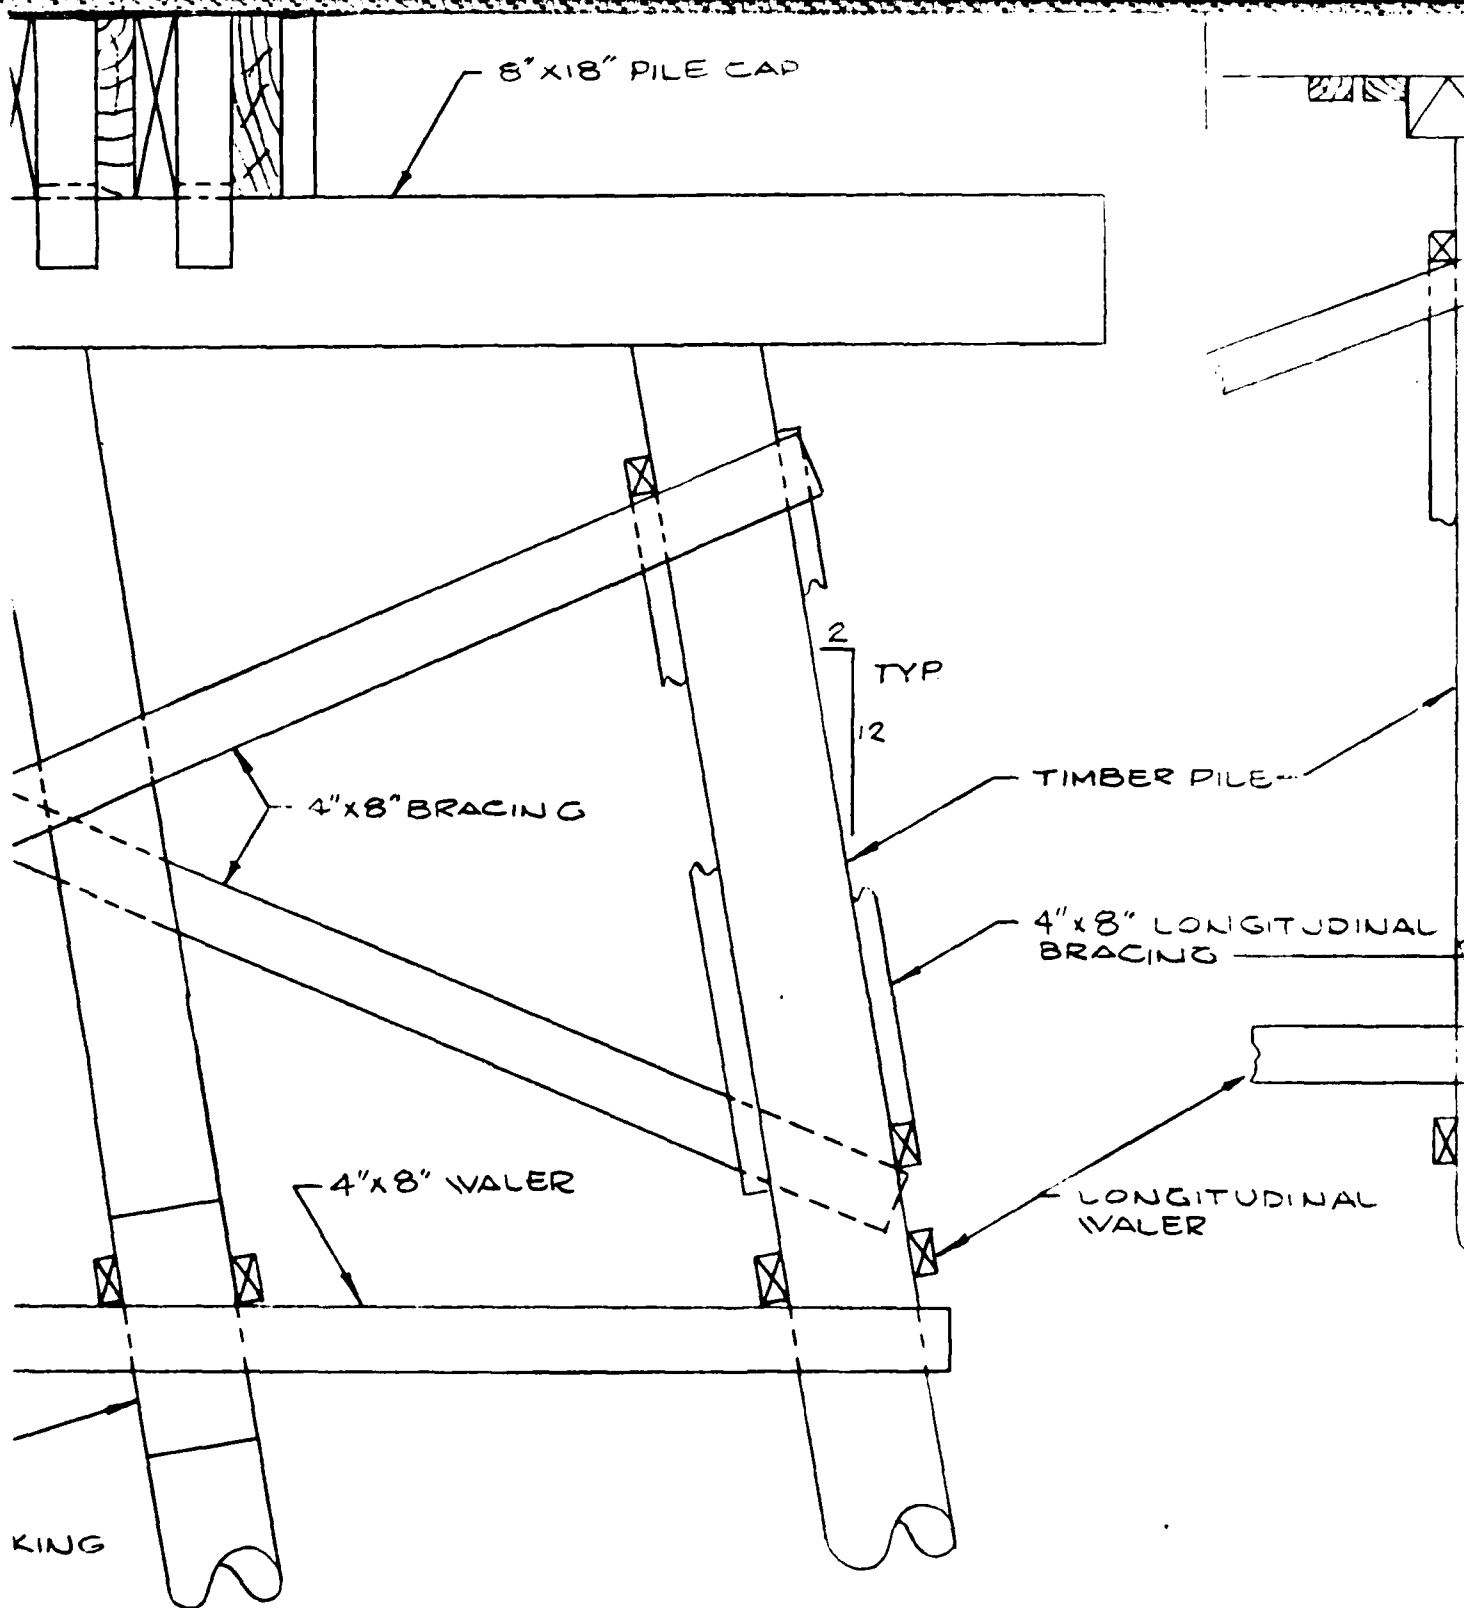 8"X18" PILE CAP
2
TYP
12
TIMBER PILE
4"x8" BRACING
4"x8" LONGITUDINAL
BRACING
4"x8" WALER
LONGITUDINAL
WALER
KING